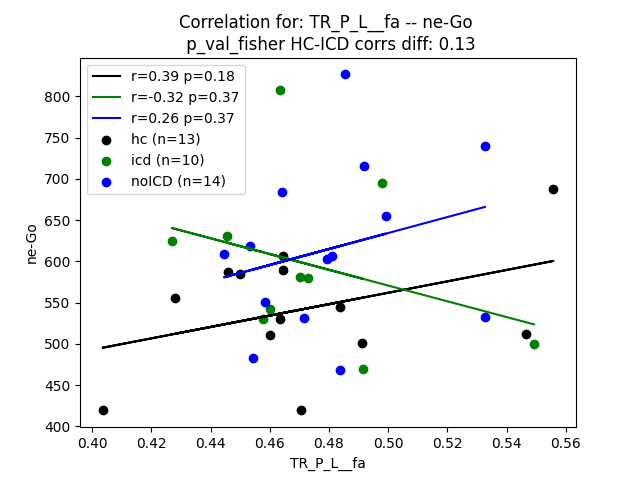 Correlation for: TR_P_L__fa -- ne-Go
p_val_fisher HC-ICD corrs diff: 0.13
r=0.39 p=0.18
r=-0.32 p=0.37
r=0.26 p=0.37
hc (n=13)
icd (n=10)
noICD (n=14)
800
750
700
650
600
550
500
450
400
ne-Go
0.40 0.42 0.44 0.46 0.48 0.50 0.52 0.54 0.56
TR_P_L__fa